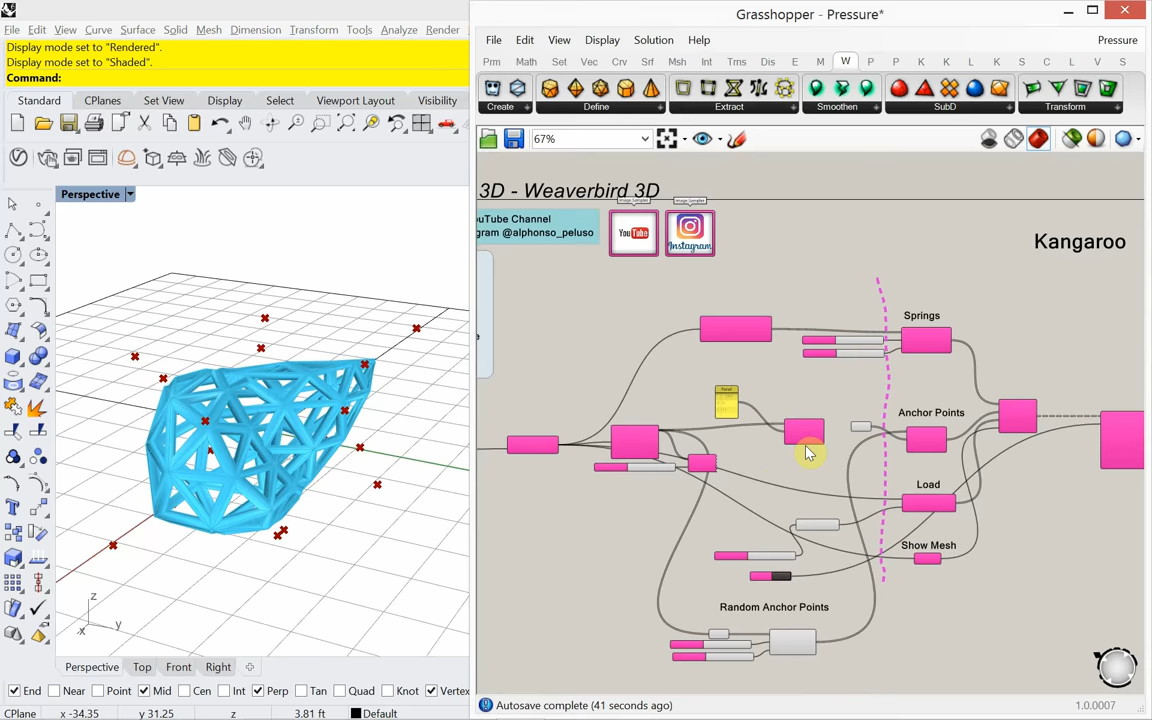 File Edit View Curve Surface Solid Mesh Dimension Transform Tools Analyze Render
Display mode set to "Rendered".
Display mode set to "Shaded".
Command:
Standard CPlanes Set View Display Select Viewport Layout Visibility
Perspective
z
y
x
Perspective Top Front Right
End Near Point Mid Cen Int Perp Tan Quad Knot Vertex
CPlane x -34.35 y 31.25 z 3.81 ft Default
Grasshopper - Pressure*
File Edit View Display Solution Help Pressure
Prm Math Set Vec Crv Srf Msh Int Trns Dis E M W P P K K L S H E C L V S
Create Define Extract Smoothen SubD Transform
67%
3D - Weaverbird 3D
uTube Channel
gram @alphonso_peluso
YouTube
Instagram
Kangaroo
e
Springs
Anchor Points
Load
Show Mesh
Random Anchor Points
Autosave complete (41 seconds ago)
1.0.0007